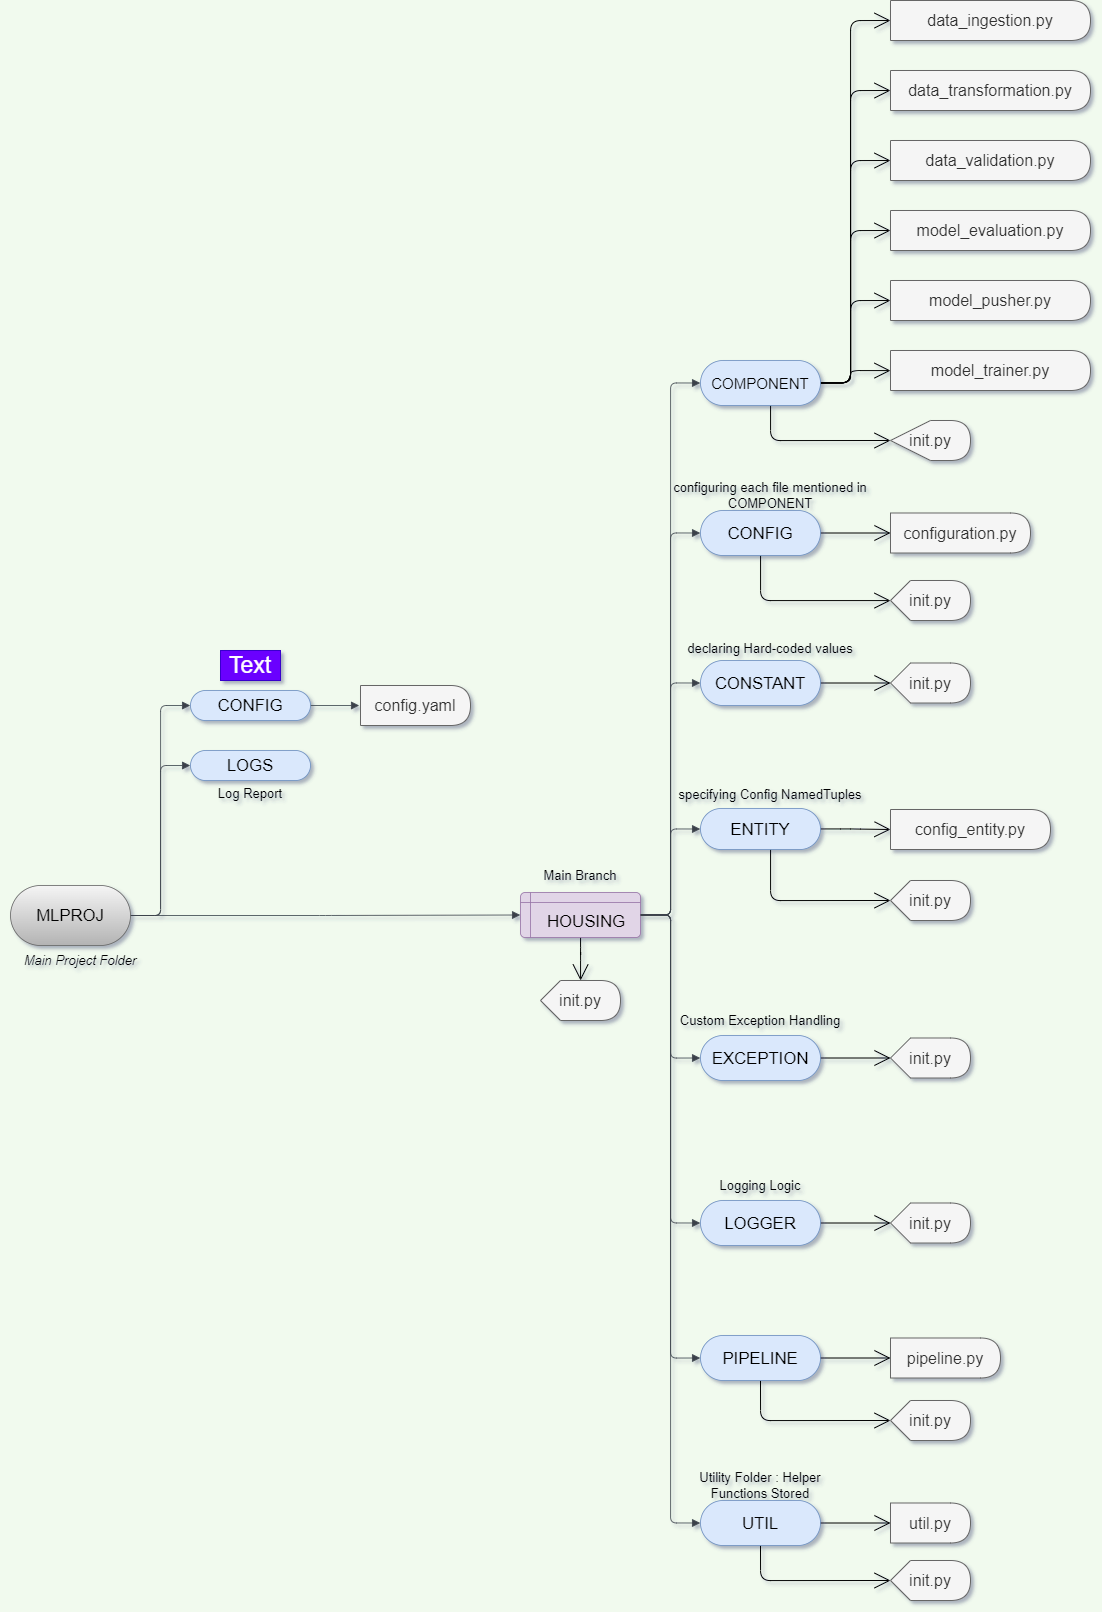 data_ingestion.py
data_transformation.py
data_validation.py
model_evaluation.py
model_pusher.py
model_trainer.py
COMPONENT
init.py
configuring each file mentioned in
COMPONENT
CONFIG
configuration.py
init.py
declaring Hard-coded values
CONSTANT
init.py
Text
CONFIG
config.yaml
LOGS
Log Report
specifying Config NamedTuples
ENTITY
config_entity.py
init.py
Main Branch
MLPROJ
HOUSING
Main Project Folder
init.py
Custom Exception Handling
EXCEPTION
init.py
Logging Logic
LOGGER
init.py
PIPELINE
pipeline.py
init.py
Utility Folder : Helper
Functions Stored
UTIL
util.py
init.py